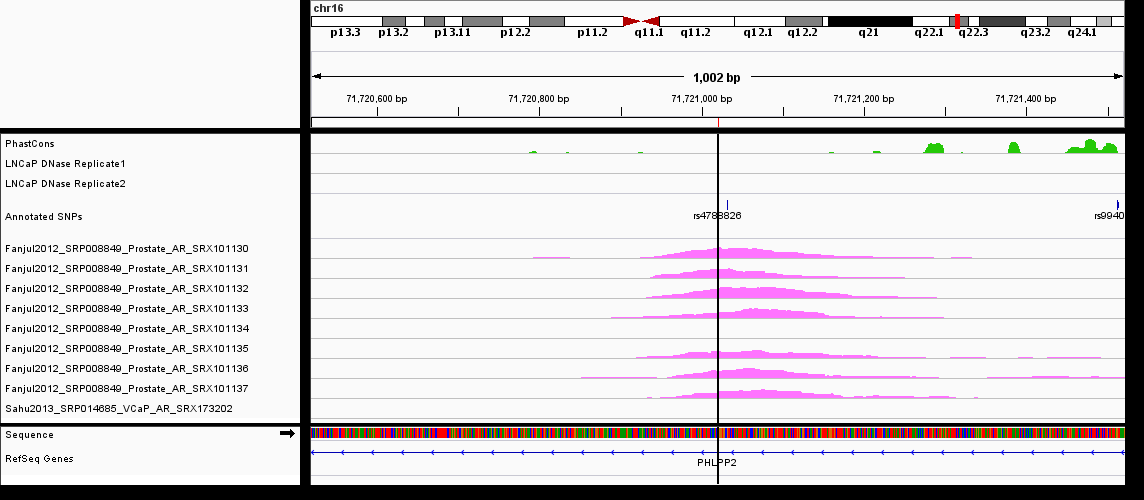 chr16
p13.3 p13.2 p13.11 p12.2 p11.2 q11.1 q11.2 q12.1 q12.2 q21 q22.1 q22.3 q23.2 q24.1
1,002 bp
71,720,600 bp 71,720,800 bp 71,721,000 bp 71,721,200 bp 71,721,400 bp
PhastCons
LNCaP DNase Replicate1
LNCaP DNase Replicate2
Annotated SNPs rs4788826 rs9940
Fanjul2012_SRP008849_Prostate_AR_SRX101130
Fanjul2012_SRP008849_Prostate_AR_SRX101131
Fanjul2012_SRP008849_Prostate_AR_SRX101132
Fanjul2012_SRP008849_Prostate_AR_SRX101133
Fanjul2012_SRP008849_Prostate_AR_SRX101134
Fanjul2012_SRP008849_Prostate_AR_SRX101135
Fanjul2012_SRP008849_Prostate_AR_SRX101136
Fanjul2012_SRP008849_Prostate_AR_SRX101137
Sahu2013_SRP014685_VCaP_AR_SRX173202
Sequence
RefSeq Genes PHLPP2